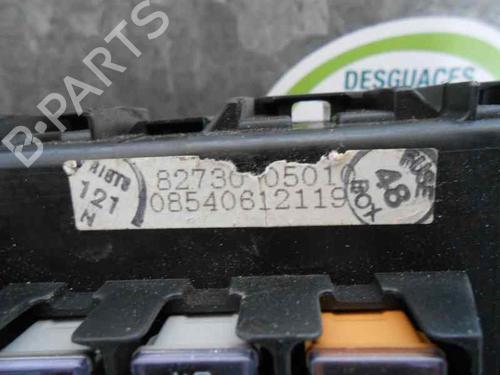 DESGUACES
B-PARTS
82730-05010
08540612119
121
N
FUSE
48
BOX